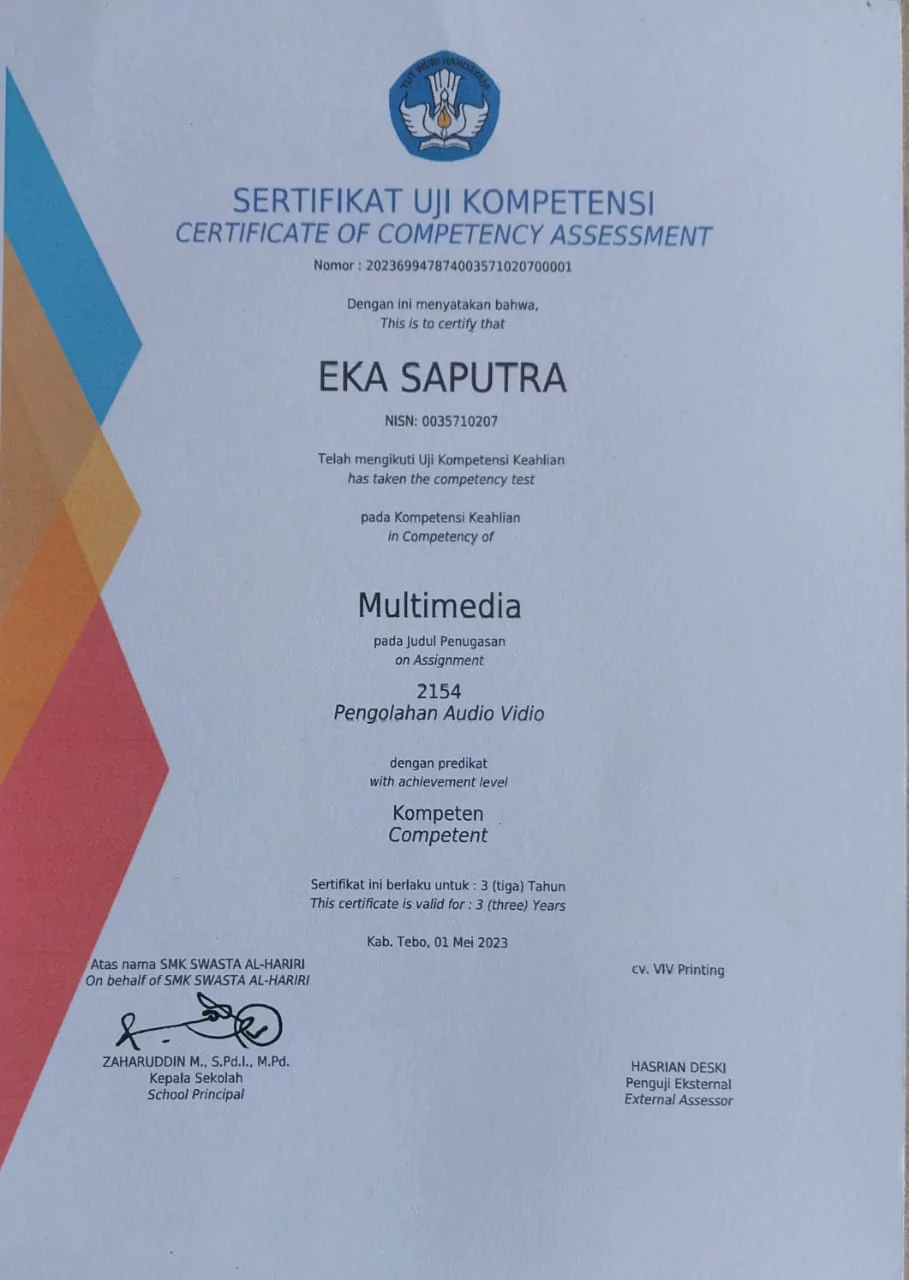 TUT WURI HANDAYANI
SERTIFIKAT UJI KOMPETENSI
CERTIFICATE OF COMPETENCY ASSESSMENT
Nomor : 202369947874003571020700001
Dengan ini menyatakan bahwa,
This is to certify that
EKA SAPUTRA
NISN: 0035710207
Telah mengikuti Uji Kompetensi Keahlian
has taken the competency test
pada Kompetensi Keahlian
in Competency of
Multimedia
pada Judul Penugasan
on Assignment
2154
Pengolahan Audio Vidio
dengan predikat
with achievement level
Kompeten
Competent
Sertifikat ini berlaku untuk : 3 (tiga) Tahun
This certificate is valid for : 3 (three) Years
Kab. Tebo, 01 Mei 2023
Atas nama SMK SWASTA AL-HARIRI
On behalf of SMK SWASTA AL-HARIRI
ZAHARUDDIN M., S.Pd.I., M.Pd.
Kepala Sekolah
School Principal
cv. VIV Printing
HASRIAN DESKI
Penguji Eksternal
External Assessor